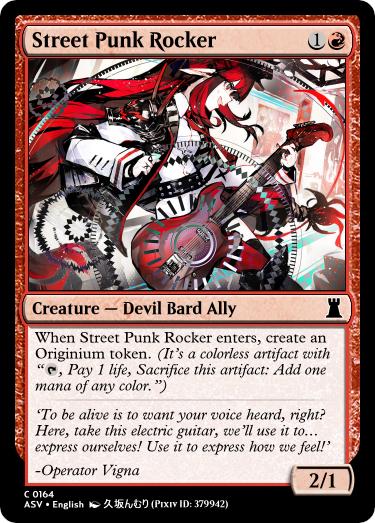 Street Punk Rocker 1
Creature — Devil Bard Ally
When Street Punk Rocker enters, create an
Originium token. (It's a colorless artifact with
“, Pay 1 life, Sacrifice this artifact: Add one
mana of any color.”)
‘To be alive is to want your voice heard, right?
Here, take this electric guitar, we’ll use it to…
express ourselves! Use it to express how we feel!’
-Operator Vigna
2/1
C 0164
ASV • English 久坂んむり (Pixiv ID: 379942)